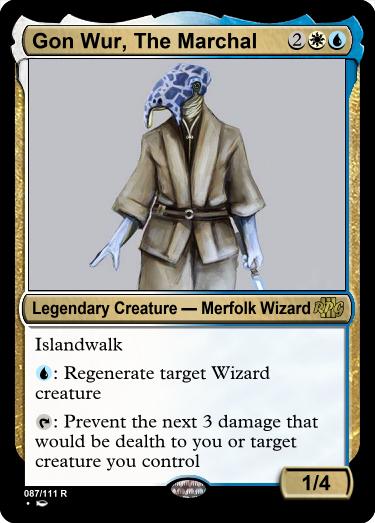 Gon Wur, The Marchal 2
Legendary Creature — Merfolk Wizard RPG
Islandwalk
: Regenerate target Wizard
creature
: Prevent the next 3 damage that
would be dealth to you or target
creature you control
1/4
087/111 R